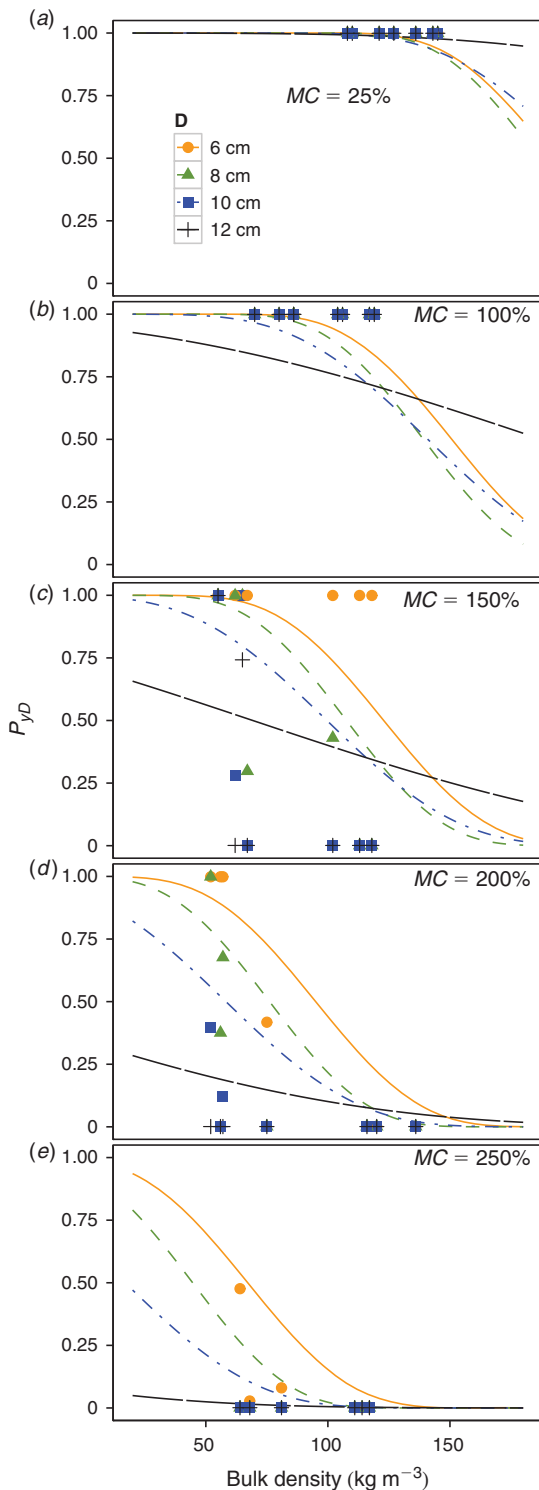 (a)
1.00
0.75
0.50
0.25
0
MC = 25%
D
6 cm
8 cm
10 cm
12 cm
(b)
1.00
0.75
0.50
0.25
0
MC = 100%
(c)
1.00
0.75
0.50
0.25
0
MC = 150%
PyD
(d)
1.00
0.75
0.50
0.25
0
MC = 200%
(e)
1.00
0.75
0.50
0.25
0
MC = 250%
50 100 150
Bulk density (kg m−3)